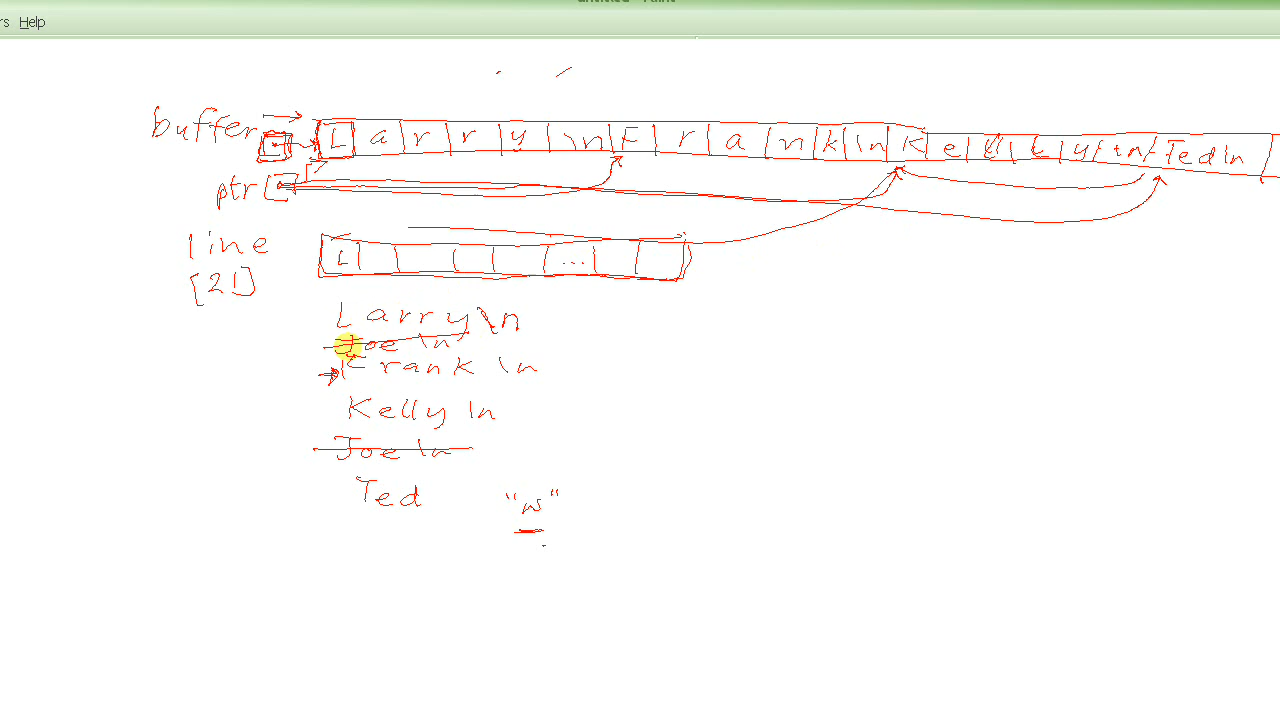 Help
buffer L a r r y \n F r a n k \n K e l l y \n Ted\n
ptr
line L ...
[21]
Larry\n
Joe \n
Frank \n
Kelly \n
Joe \n
Ted "w"